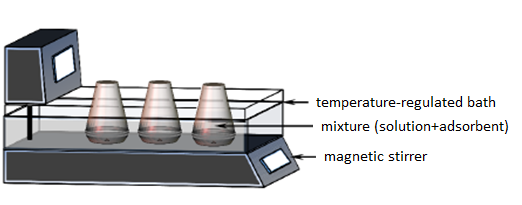 temperature-regulated bath
mixture (solution+adsorbent)
magnetic stirrer